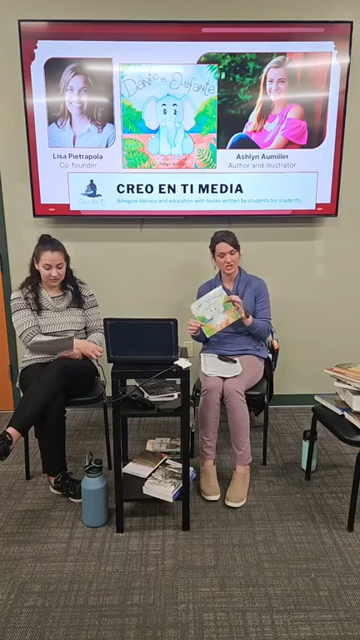 Dante el Elefante
Lisa Pietrapola
Co-founder
Ashlyn Aumiller
Author and Illustrator
CREO EN TI MEDIA
Bilingual literacy and education with books written by students for students